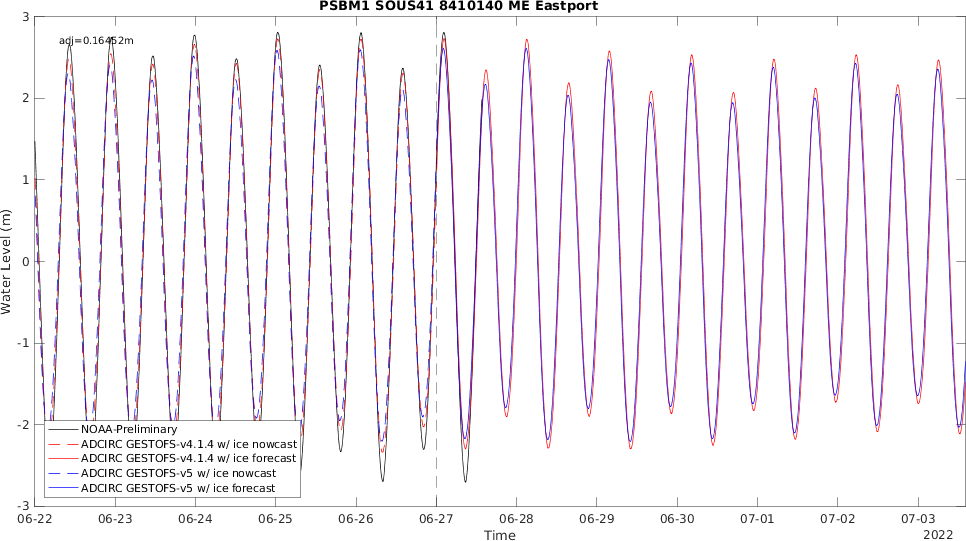 PSBM1 SOUS41 8410140 ME Eastport
adj=0.16452m
3
2
1
0
-1
-2
-3
Water Level (m)
NOAA-Preliminary
ADCIRC GESTOFS-v4.1.4 w/ ice nowcast
ADCIRC GESTOFS-v4.1.4 w/ ice forecast
ADCIRC GESTOFS-v5 w/ ice nowcast
ADCIRC GESTOFS-v5 w/ ice forecast
06-22 06-23 06-24 06-25 06-26 06-27 06-28 06-29 06-30 07-01 07-02 07-03
Time
2022